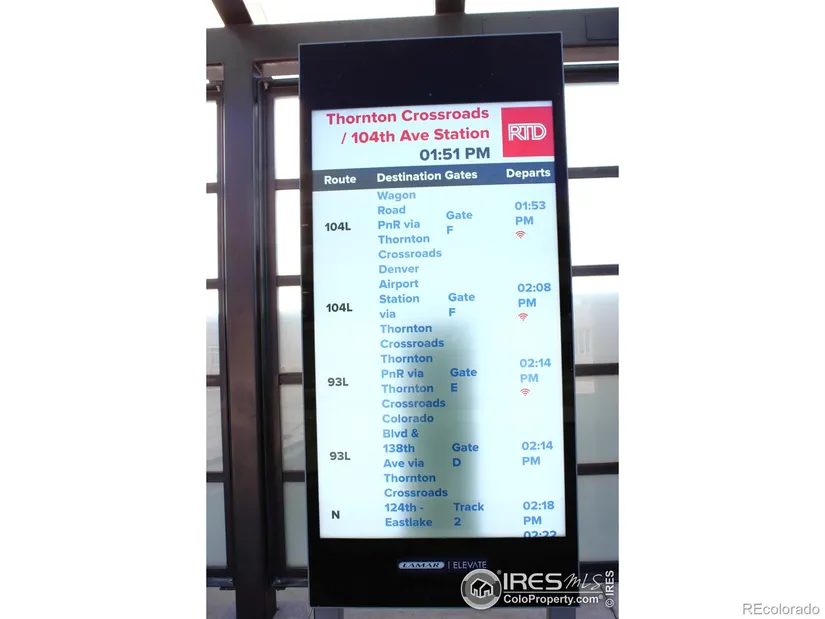 Thornton Crossroads
/ 104th Ave Station
01:51 PM
RTD
Route Destination Gates Departs
Wagon
Road
PnR via
Thornton
Crossroads
104L
Gate
F
01:53
PM
Denver
Airport
Station
via
Thornton
Crossroads
104L
Gate
F
02:08
PM
Thornton
PnR via
Thornton
Crossroads
93L
Gate
E
02:14
PM
Colorado
Blvd &
138th
Ave via
Thornton
Crossroads
93L
Gate
D
02:14
PM
N
124th -
Eastlake
Track
2
02:18
PM
02:22
LAMAR | ELEVATE
IRES MLS
ColoProperty.com
© IRES
REcolorado